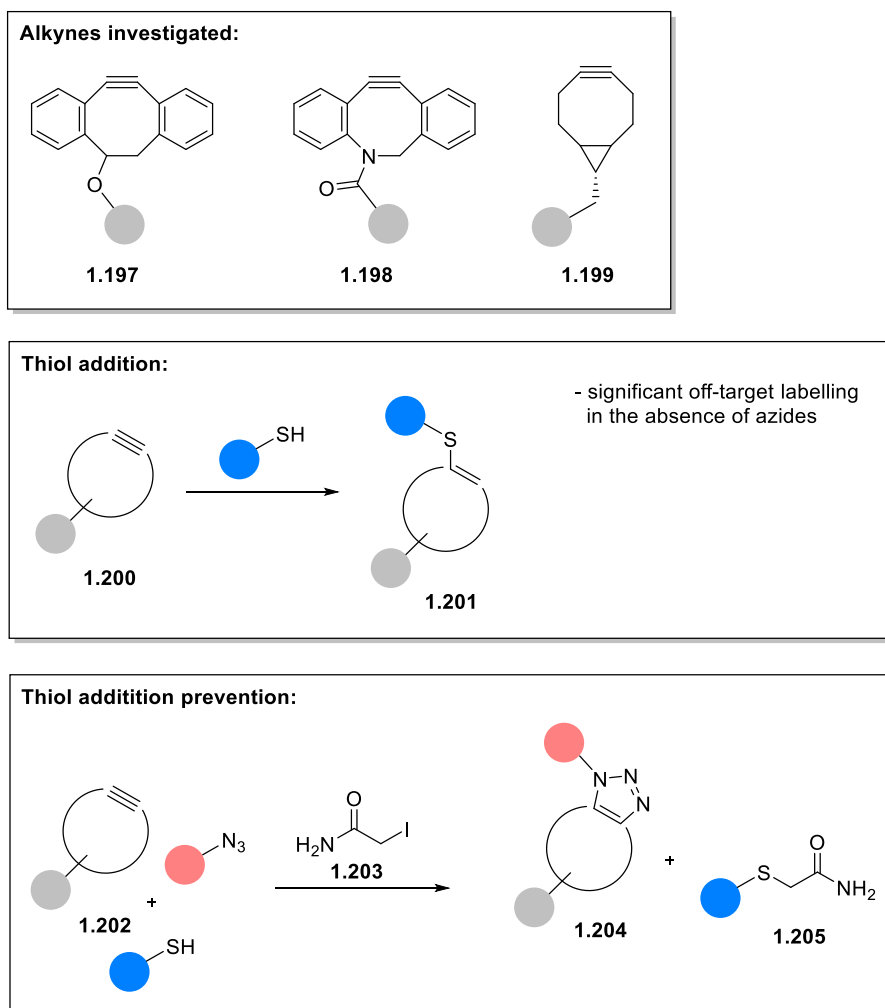 Alkynes investigated:
O
N
O
1.197
1.198
1.199
Thiol addition:
- significant off-target labelling
in the absence of azides
SH
S
1.200
1.201
Thiol additition prevention:
N3
+
1.202
SH
O
H2N
I
1.203
N
N
N
1.204
+
S
O
NH2
1.205